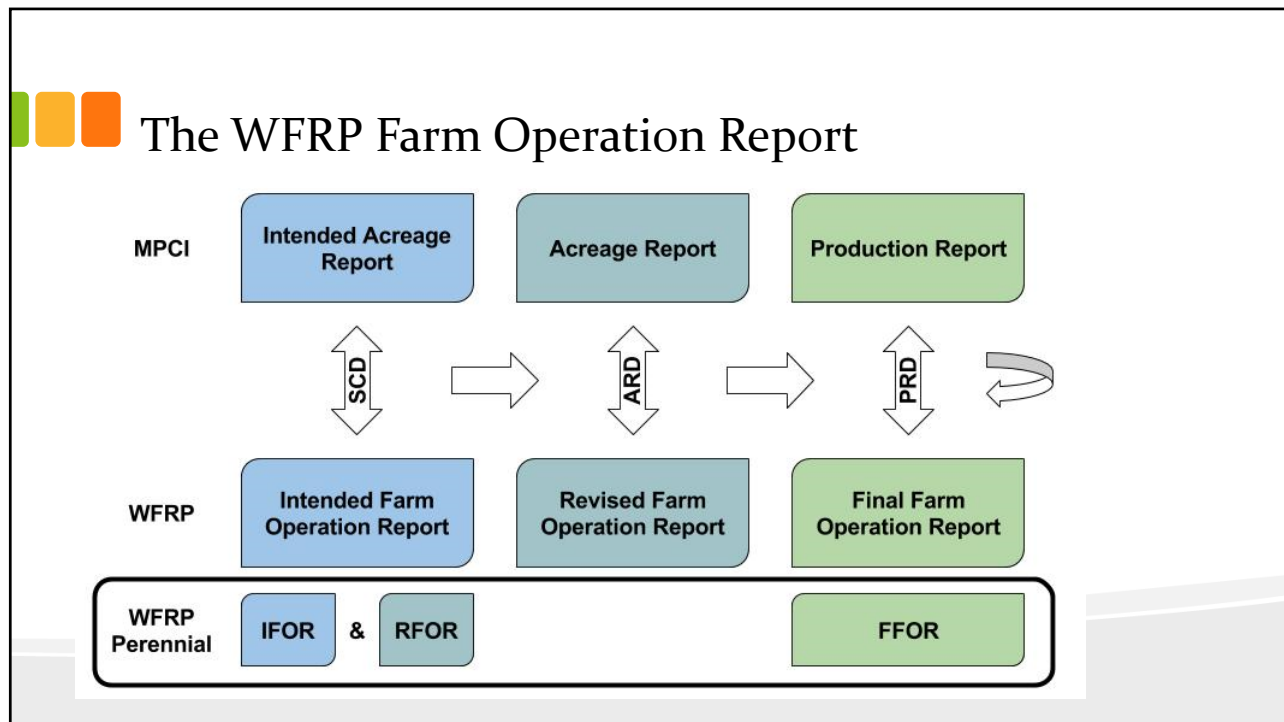 The WFRP Farm Operation Report
MPCI
Intended Acreage
Report
Acreage Report
Production Report
SCD
ARD
PRD
WFRP
Intended Farm
Operation Report
Revised Farm
Operation Report
Final Farm
Operation Report
WFRP
Perennial
IFOR & RFOR
FFOR